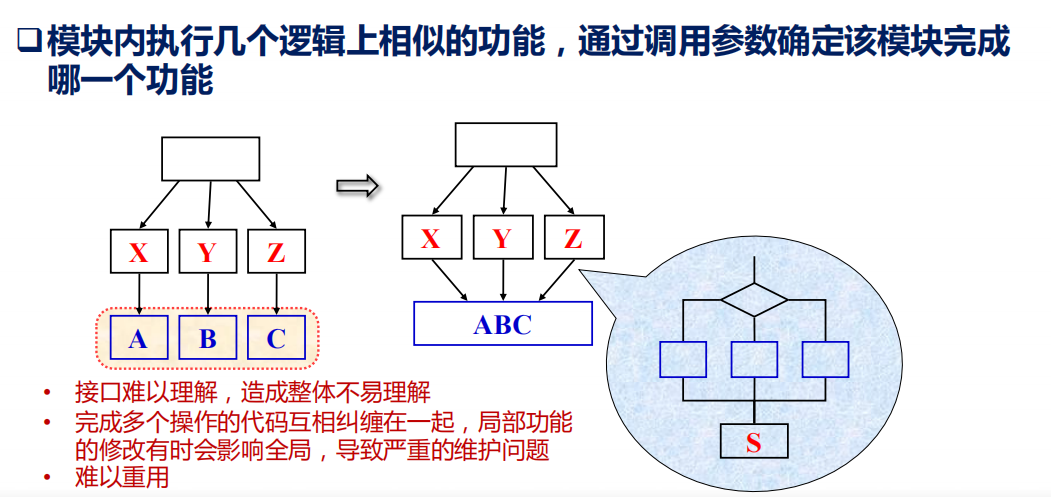 ❑模块内执行几个逻辑上相似的功能，通过调用参数确定该模块完成
哪一个功能
X Y Z
A B C
X Y Z
ABC
S
• 接口难以理解，造成整体不易理解
• 完成多个操作的代码互相纠缠在一起，局部功能
的修改有时会影响全局，导致严重的维护问题
• 难以重用